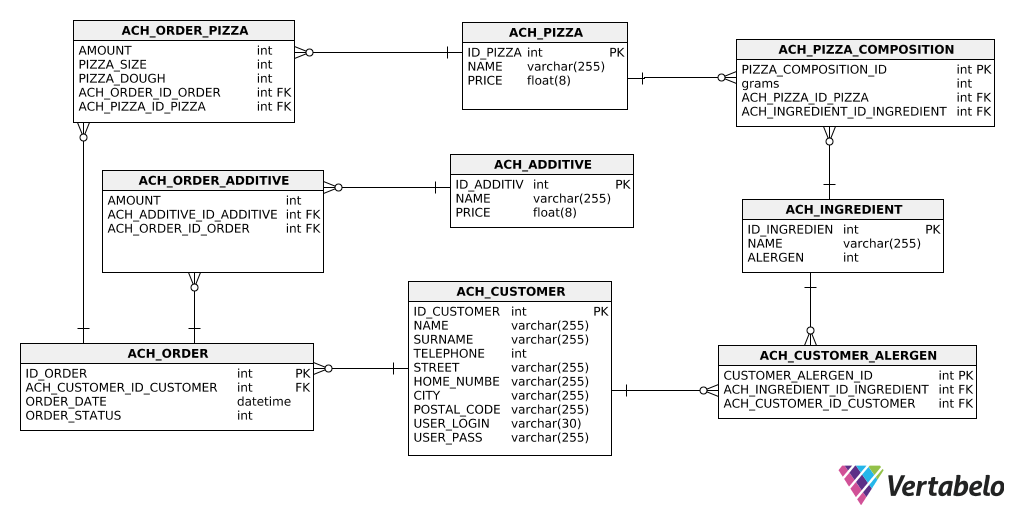 ACH_ORDER_PIZZA
AMOUNT int
PIZZA_SIZE int
PIZZA_DOUGH int
ACH_ORDER_ID_ORDER int FK
ACH_PIZZA_ID_PIZZA int FK
ACH_PIZZA
ID_PIZZA int PK
NAME varchar(255)
PRICE float(8)
ACH_PIZZA_COMPOSITION
PIZZA_COMPOSITION_ID int PK
grams int
ACH_PIZZA_ID_PIZZA int FK
ACH_INGREDIENT_ID_INGREDIENT int FK
ACH_ORDER_ADDITIVE
AMOUNT int
ACH_ADDITIVE_ID_ADDITIVE int FK
ACH_ORDER_ID_ORDER int FK
ACH_ADDITIVE
ID_ADDITIV int PK
NAME varchar(255)
PRICE float(8)
ACH_INGREDIENT
ID_INGREDIEN int PK
NAME varchar(255)
ALERGEN int
ACH_ORDER
ID_ORDER int PK
ACH_CUSTOMER_ID_CUSTOMER int FK
ORDER_DATE datetime
ORDER_STATUS int
ACH_CUSTOMER
ID_CUSTOMER int PK
NAME varchar(255)
SURNAME varchar(255)
TELEPHONE int
STREET varchar(255)
HOME_NUMBE varchar(255)
CITY varchar(255)
POSTAL_CODE varchar(255)
USER_LOGIN varchar(30)
USER_PASS varchar(255)
ACH_CUSTOMER_ALERGEN
CUSTOMER_ALERGEN_ID int PK
ACH_INGREDIENT_ID_INGREDIENT int FK
ACH_CUSTOMER_ID_CUSTOMER int FK
Vertabelo